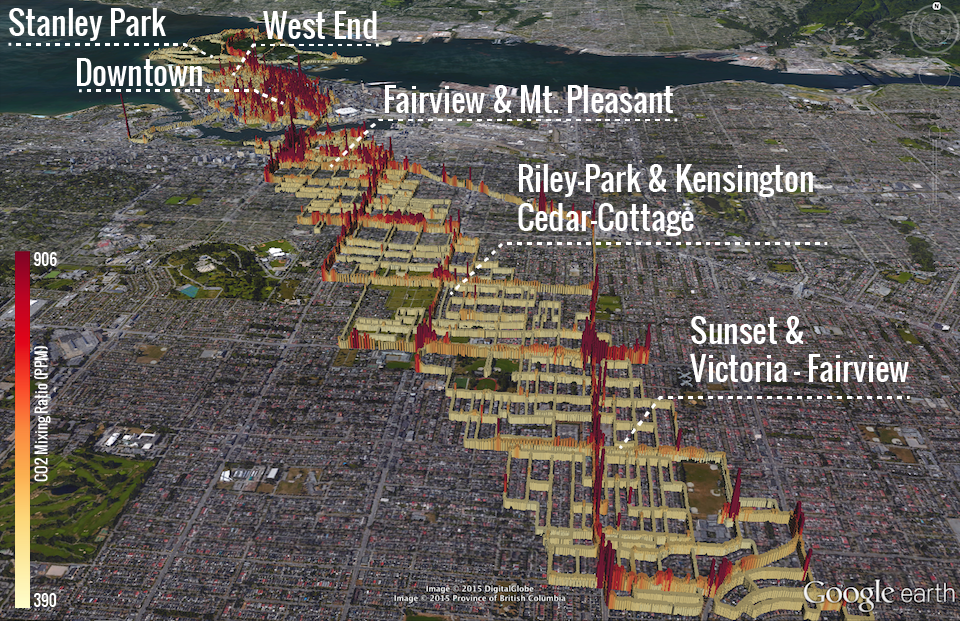 Stanley Park
West End
Downtown
Fairview & Mt. Pleasant
Riley-Park & Kensington
Cedar-Cottage
Sunset &
Victoria - Fairview
906
CO2 Mixing Ratio (PPM)
390
N
Image © 2015 DigitalGlobe
Image © 2015 Province of British Columbia
Google earth